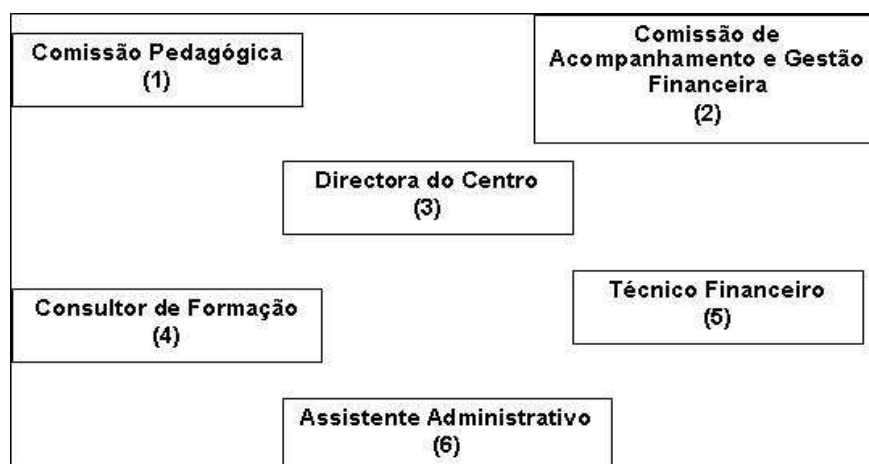 Comissão Pedagógica
(1)
Comissão de
Acompanhamento e Gestão
Financeira
(2)
Directora do Centro
(3)
Consultor de Formação
(4)
Técnico Financeiro
(5)
Assistente Administrativo
(6)